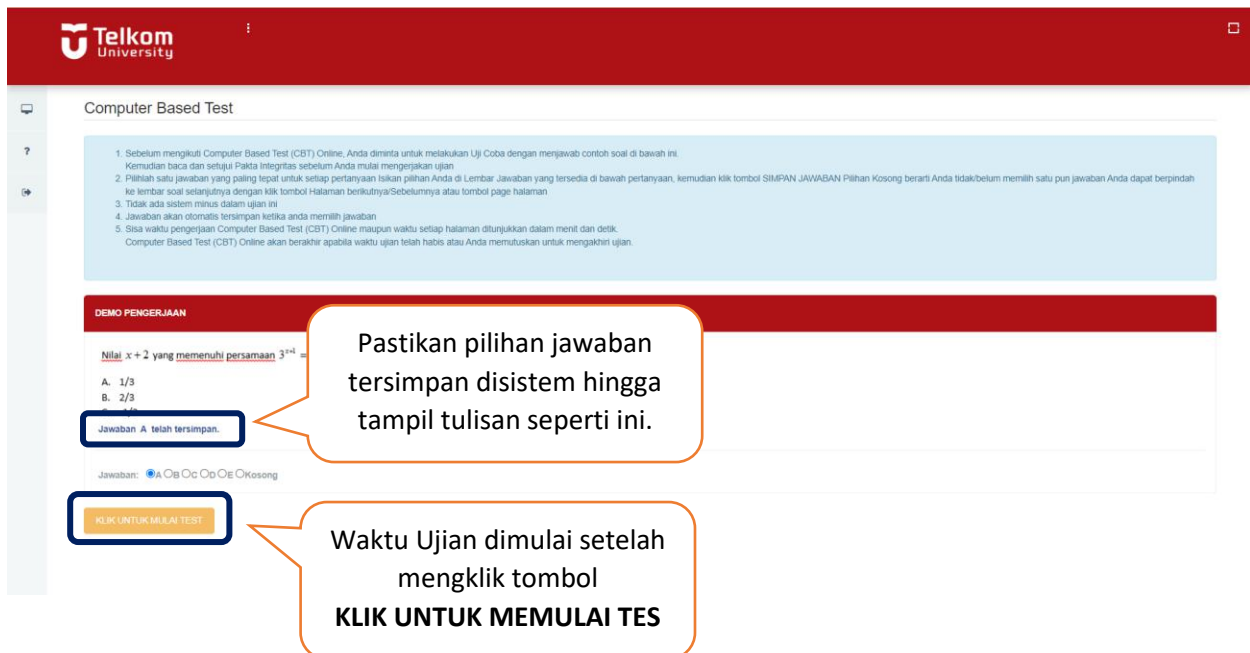 Telkom
University
Computer Based Test
1. Sebelum mengikuti Computer Based Test (CBT) Online, Anda diminta untuk melakukan Uji Coba dengan menjawab contoh soal di bawah ini.
Kemudian baca dan setujui Pakta Integritas sebelum Anda mulai mengerjakan ujian
2. Pilihlah satu jawaban yang paling tepat untuk setiap pertanyaan Isikan pilihan Anda di Lembar Jawaban yang tersedia di bawah pertanyaan, kemudian klik tombol SIMPAN JAWABAN Pilihan Kosong berarti Anda tidak/belum memilih satu pun jawaban Anda dapat berpindah
ke lembar soal selanjutnya dengan klik tombol Halaman berikutnya/Sebelumnya atau tombol page halaman
3. Tidak ada sistem minus dalam ujian ini
4. Jawaban akan otomatis tersimpan ketika anda memilih jawaban
5. Sisa waktu pengerjaan Computer Based Test (CBT) Online maupun waktu setiap halaman ditunjukkan dalam menit dan detik.
Computer Based Test (CBT) Online akan berakhir apabila waktu ujian telah habis atau Anda memutuskan untuk mengakhiri ujian.
DEMO PENGERJAAN
Nilai x + 2 yang memenuhi persamaan 3ˣ⁺¹ =
A. 1/3
B. 2/3
Jawaban A telah tersimpan.
Pastikan pilihan jawaban
tersimpan disistem hingga
tampil tulisan seperti ini.
Jawaban: A B C D E Kosong
KLIK UNTUK MULAI TEST
Waktu Ujian dimulai setelah
mengklik tombol
KLIK UNTUK MEMULAI TES